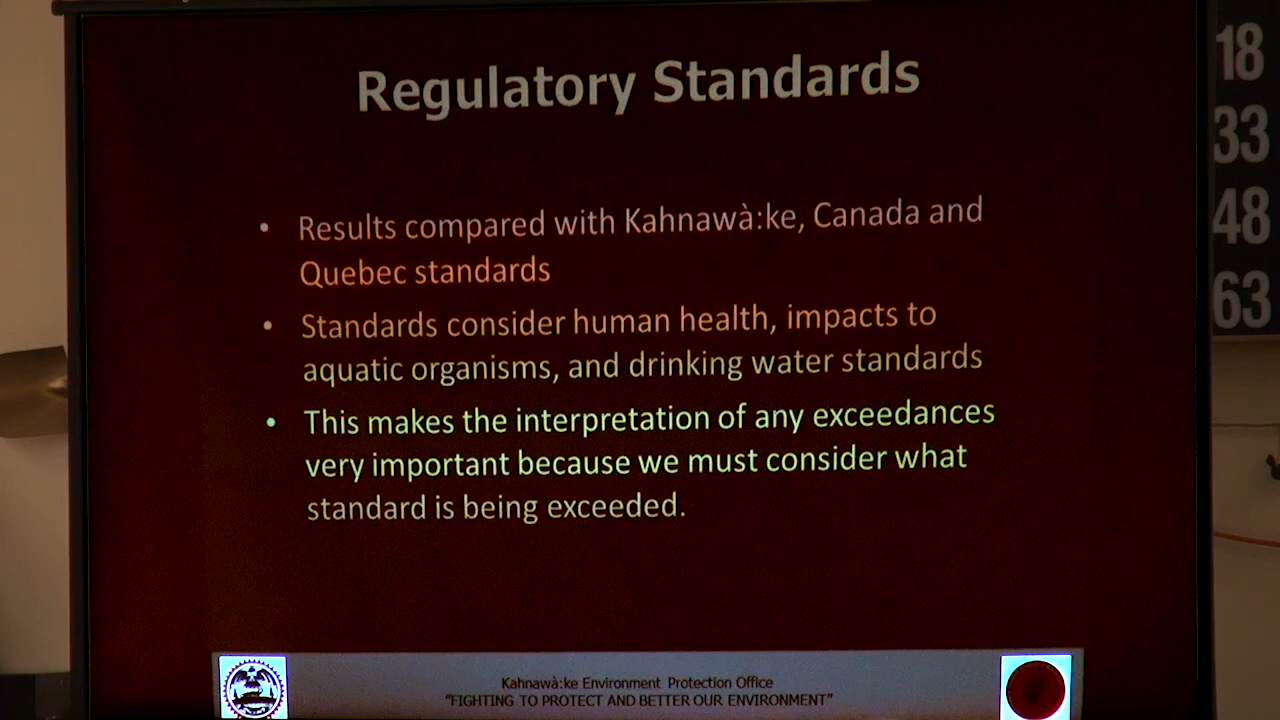 Regulatory Standards
• Results compared with Kahnawà:ke, Canada and
Quebec standards
• Standards consider human health, impacts to
aquatic organisms, and drinking water standards
• This makes the interpretation of any exceedances
very important because we must consider what
standard is being exceeded.
Kahnawà:ke Environment Protection Office
"FIGHTING TO PROTECT AND BETTER OUR ENVIRONMENT"
18
33
48
63